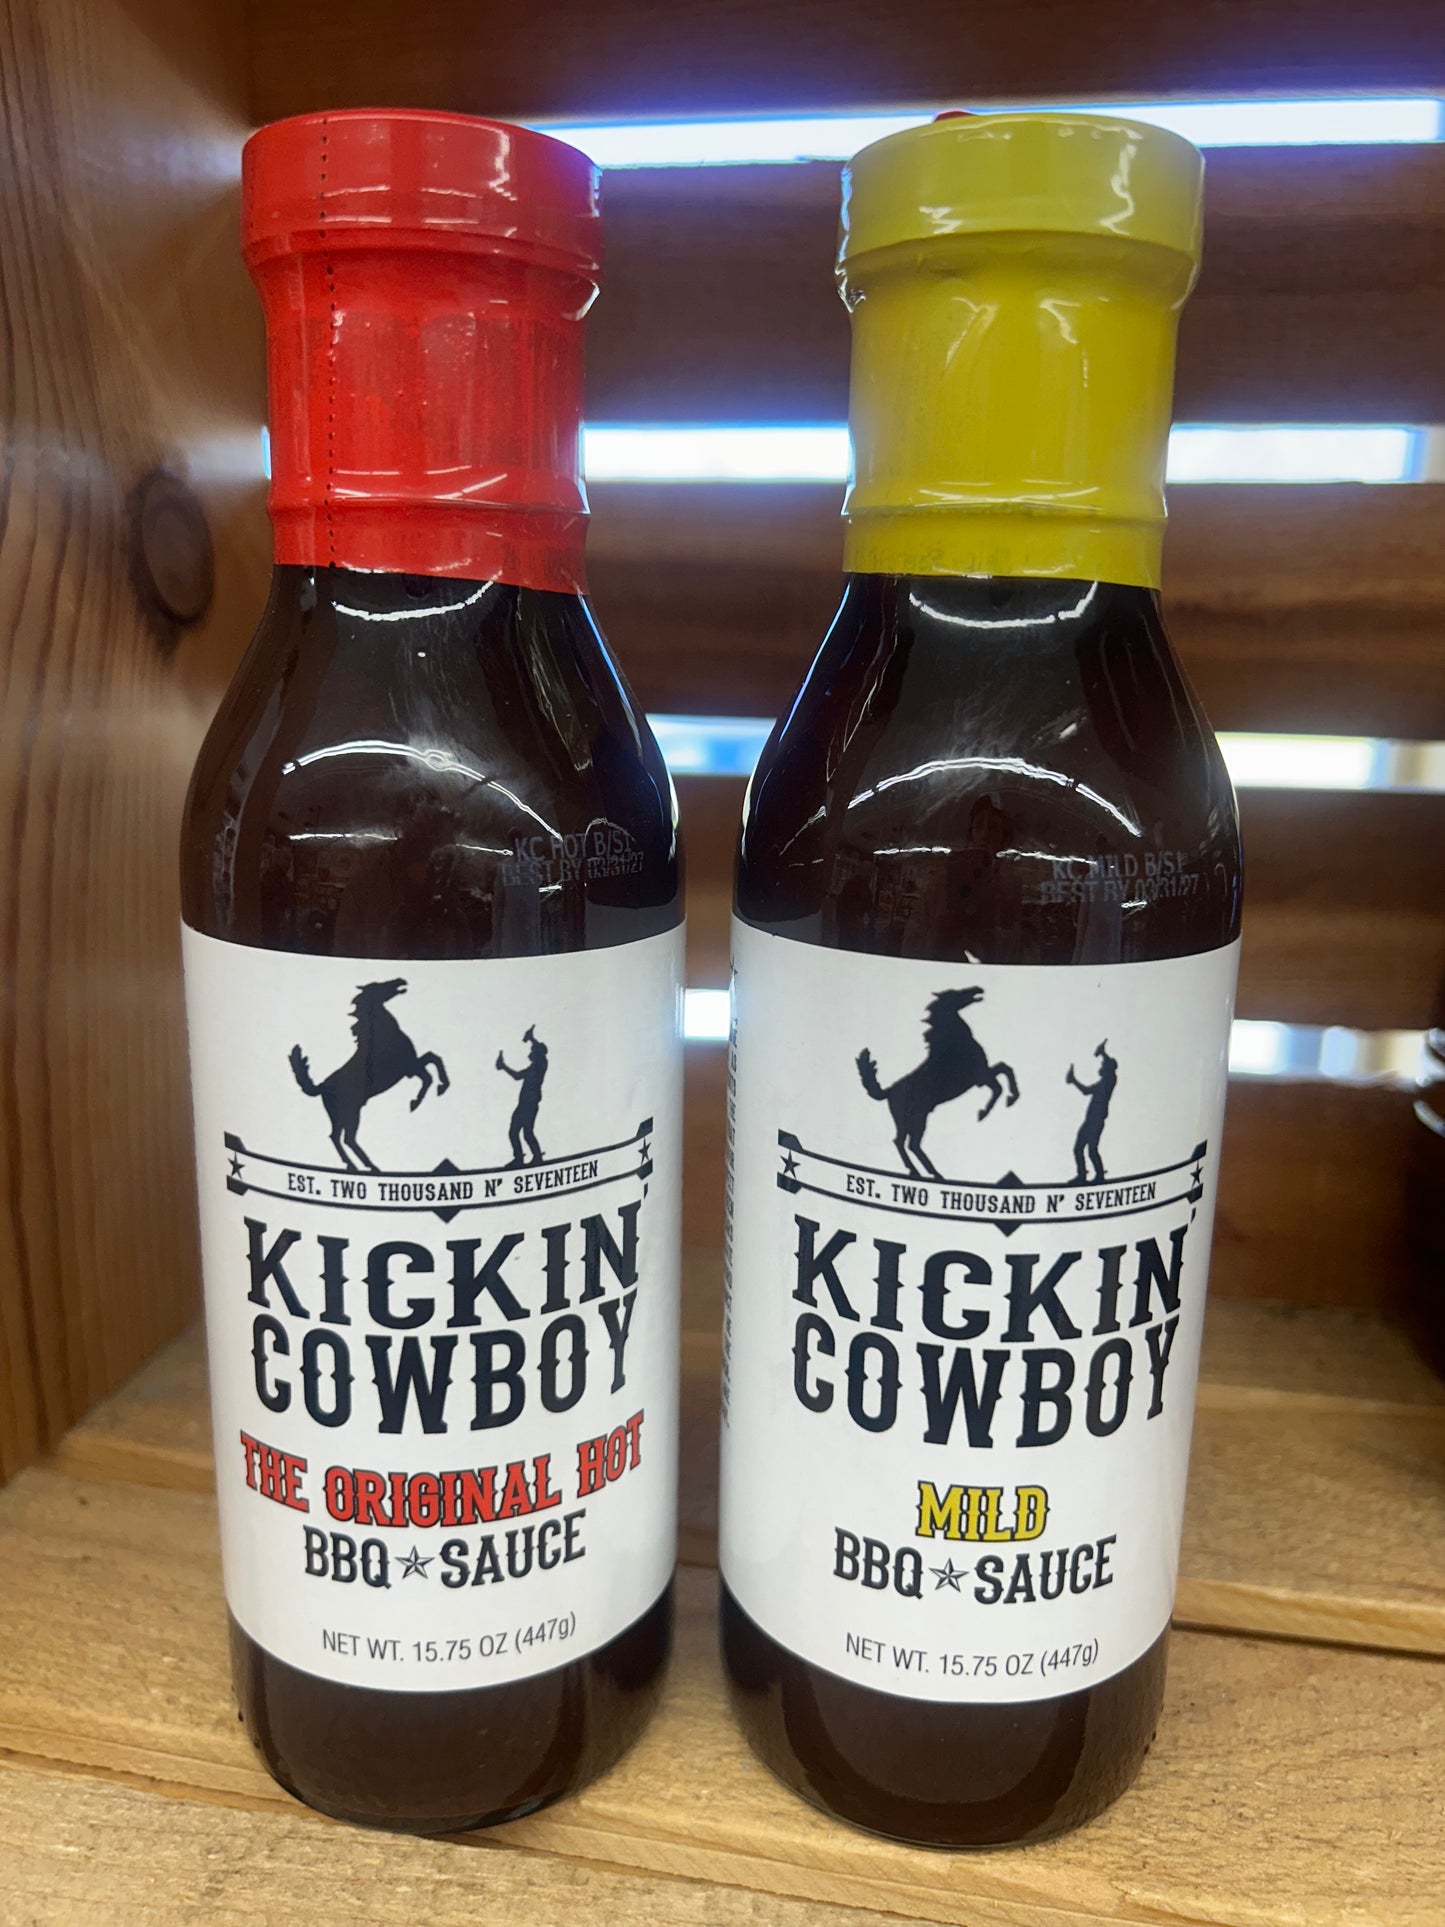 KC HOT B/S1
BEST BY 03/31/27
EST. TWO THOUSAND N' SEVENTEEN
KICKIN'
COWBOY
THE ORIGINAL HOT
BBQ SAUCE
NET WT. 15.75 OZ (447g)
KC MILD B/S1
BEST BY 03/31/27
EST. TWO THOUSAND N' SEVENTEEN
KICKIN'
COWBOY
MILD
BBQ SAUCE
NET WT. 15.75 OZ (447g)